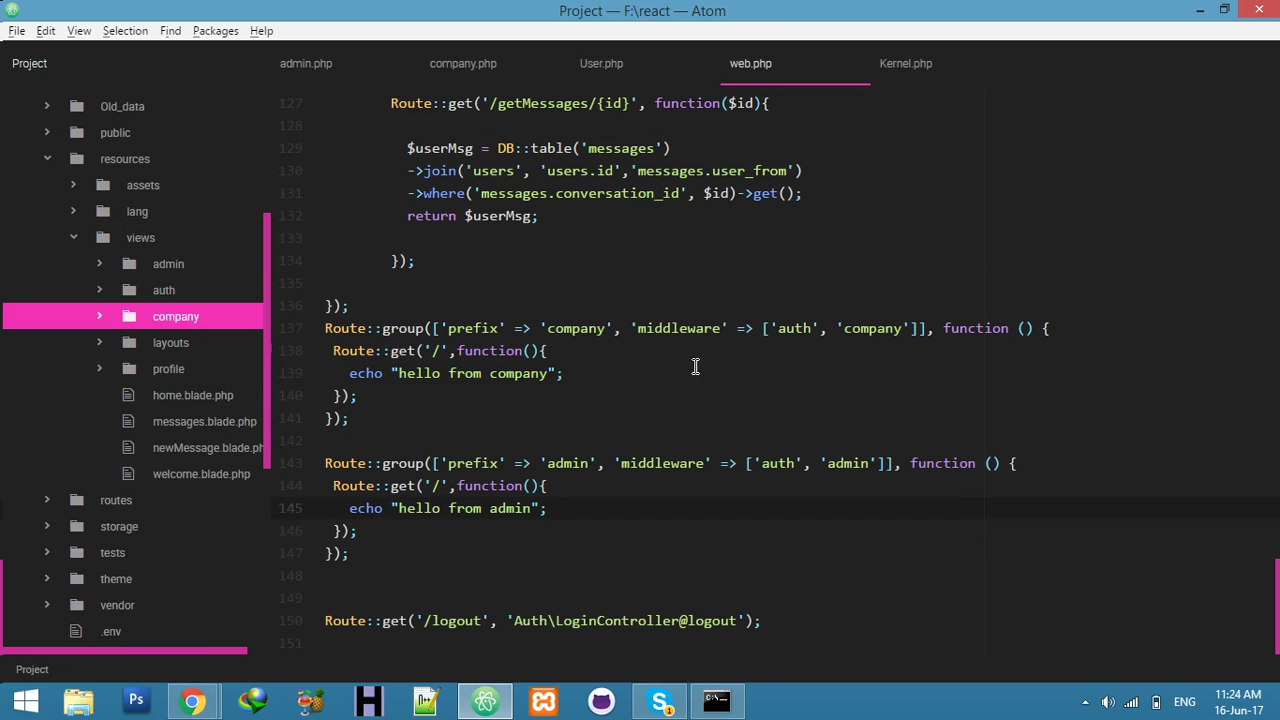 Project — F:\react — Atom
File Edit View Selection Find Packages Help
Project
admin.php company.php User.php web.php Kernel.php
Old_data
public
resources
assets
lang
views
admin
auth
company
layouts
profile
home.blade.php
messages.blade.php
newMessage.blade.ph
welcome.blade.php
routes
storage
tests
theme
vendor
.env
127 Route::get('/getMessages/{id}', function($id){
128
129 $userMsg = DB::table('messages')
130 ->join('users', 'users.id','messages.user_from')
131 ->where('messages.conversation_id', $id)->get();
132 return $userMsg;
133
134 });
135
136 });
137 Route::group(['prefix' => 'company', 'middleware' => ['auth', 'company']], function () {
138 Route::get('/',function(){
139 echo "hello from company";
140 });
141 });
142
143 Route::group(['prefix' => 'admin', 'middleware' => ['auth', 'admin']], function () {
144 Route::get('/',function(){
145 echo "hello from admin";
146 });
147 });
148
149
150 Route::get('/logout', 'Auth\LoginController@logout');
151
Project
Ps
H
1
ENG
11:24 AM
16-Jun-17